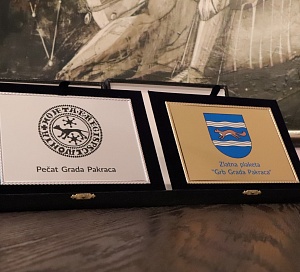 Pečat Grada Pakraca
Zlatna plaketa
"Grb Grada Pakraca"